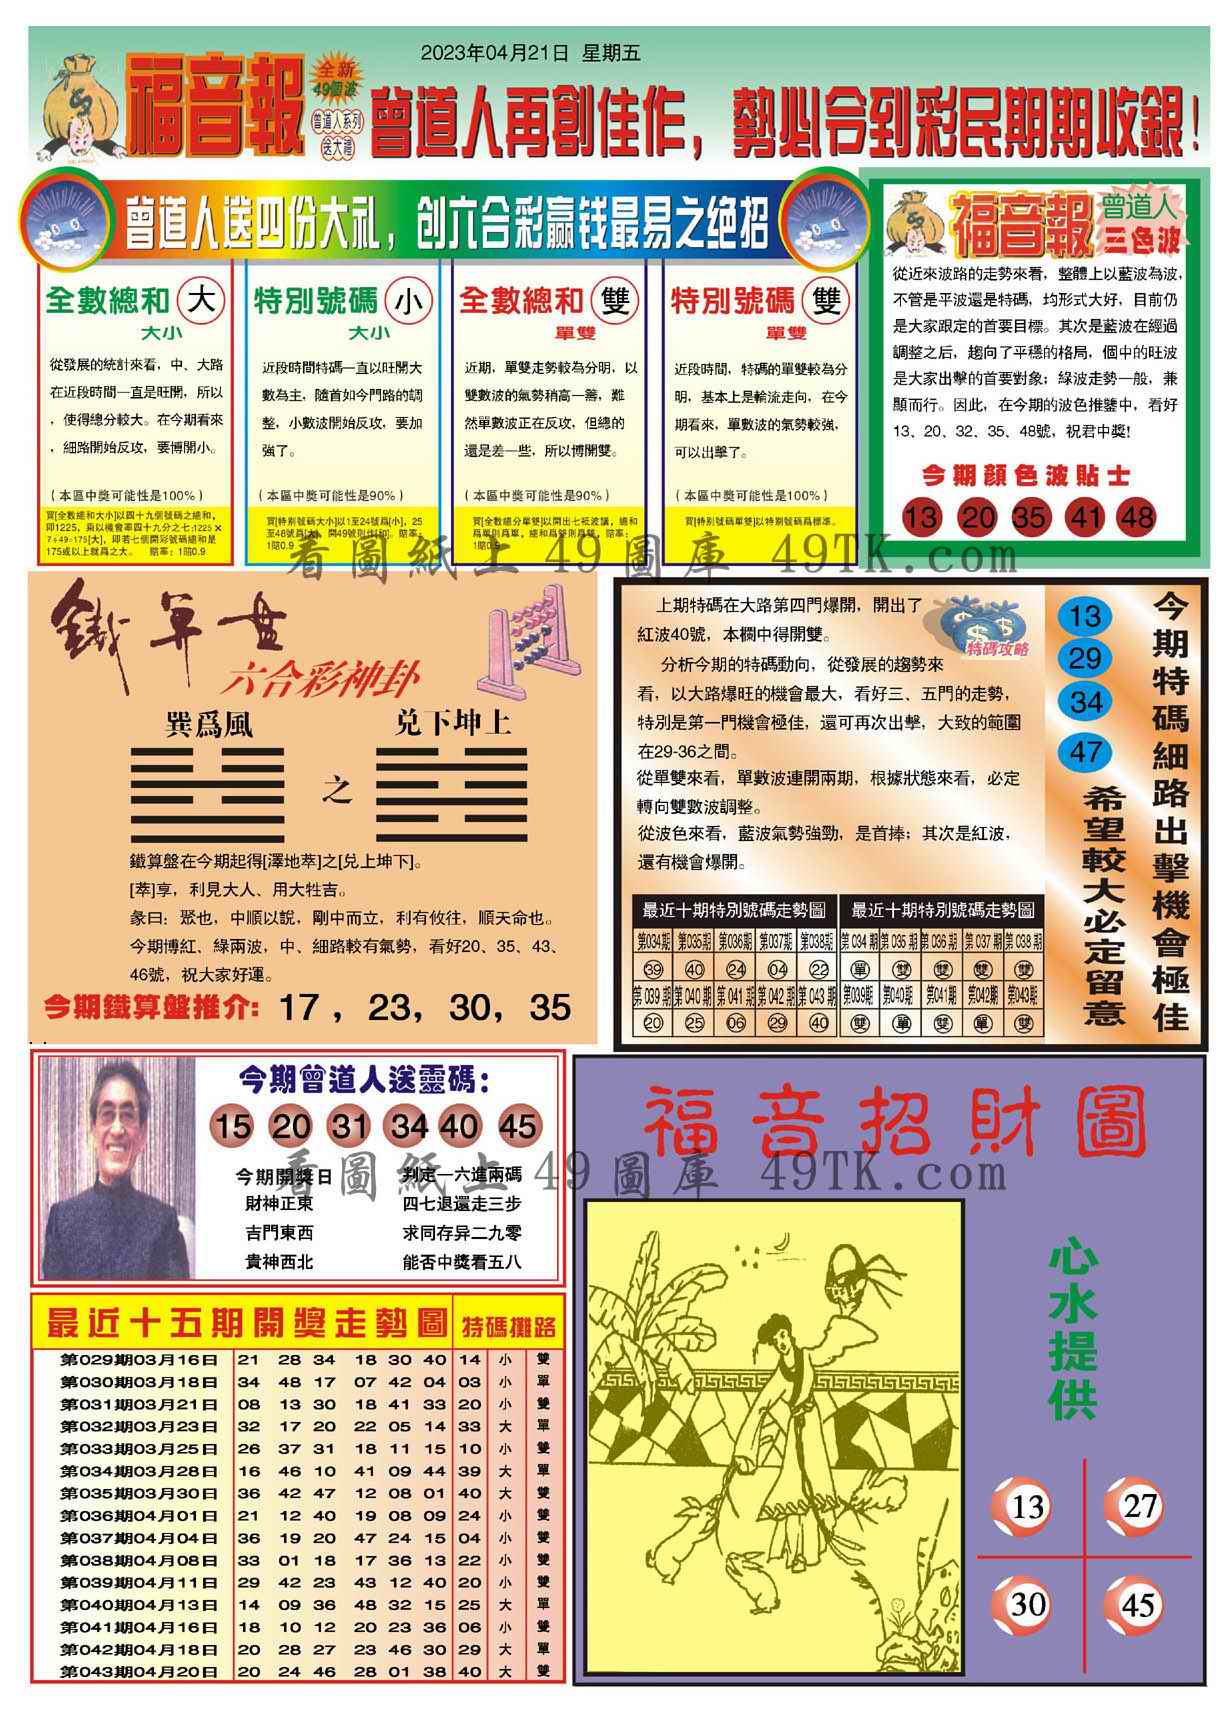 2023年04月21日 星期五
福音報
全新
49個波
曾道人系列
送大禮
曾道人再創佳作，勢必令到彩民期期收銀！
曾道人送四份大礼，创六合彩贏钱最易之绝招
全數總和 大
大小
從發展的統計來看，中、大路
在近段時間一直是旺開，所以
，使得總分較大。在今期看來
，細路開始反攻，要博開小。
（本區中獎可能性是100%）
買[全數總和大小]以四十九個號碼之總和，
即1225，乘以機會率四十九分之七：1225×
7÷49=175[大]，即若七個開彩號碼總和是
175或以上就爲之大。 賠率：1賠0.9
特別號碼 小
大小
近段時間特碼一直以旺開大
數為主，隨首如今門路的調
整，小數波開始反攻，要加
強了。
（本區中獎可能性是90%）
買[特別號碼大小]以1至24號爲[小]，25
至48號爲[大]，開49號則作[和]。賠率：
1賠0.9
全數總和 雙
單雙
近期，單雙走勢較為分明，以
雙數波的氣勢稍高一籌，難
然單數波正在反攻，但總的
還是差一些，所以博開雙。
（本區中獎可能性是90%）
買[全數總分單雙]以開出七衹波議，總和
爲單則爲單，總和爲雙則爲雙，賠率：
1賠0.9
特別號碼 雙
單雙
近段時間，特碼的單雙較為分
明，基本上是輪流走向，在今
期看來，單數波的氣勢較強，
可以出擊了。
（本區中獎可能性是100%）
買[特別號碼單雙]以特別號碼爲標準。
福音報
曾道人
三色波
從近來波路的走勢來看，整體上以藍波為波，
不管是平波還是特碼，均形式大好，目前仍
是大家跟定的首要目標。其次是藍波在經過
調整之后，趨向了平穩的格局，個中的旺波
是大家出擊的首要對象；綠波走勢一般，兼
顧而行。因此，在今期的波色推鑒中，看好
13、20、32、35、48號，祝君中獎!
今期顏色波貼士
13 20 35 41 48
看圖紙上 49 圖庫 49TK.com
鐵算盤
六合彩神卦
巽爲風
兌下坤上
之
鐵算盤在今期起得[澤地萃]之[兌上坤下]。
[萃]享，利見大人、用大牲吉。
彖曰：聚也，中順以說，剛中而立，利有攸往，順天命也。
今期博紅、綠兩波，中、細路較有氣勢，看好20、35、43、
46號，祝大家好運。
今期鐵算盤推介：17，23，30，35
上期特碼在大路第四門爆開，開出了
紅波40號，本欄中得開雙。
特碼攻略
分析今期的特碼動向，從發展的趨勢來
看，以大路爆旺的機會最大，看好三、五門的走勢，
特別是第一門機會極佳，還可再次出擊，大致的範圍
在29-36之間。
從單雙來看，單數波連開兩期，根據狀態來看，必定
轉向雙數波調整。
從波色來看，藍波氣勢強勁，是首捧；其次是紅波，
還有機會爆開。
最近十期特別號碼走勢圖 最近十期特別號碼走勢圖
第034期 第035期 第036期 第037期 第038期 第034期 第035期 第036期 第037期 第038期
39 40 24 04 22 單 雙 雙 雙 雙
第039期 第040期 第041期 第042期 第043期 第039期 第040期 第041期 第042期 第043期
20 25 06 29 40 雙 單 雙 單 雙
13
29
34
47
今期特碼細路出擊機會極佳
希望較大必定留意
今期曾道人送靈碼：
15 20 31 34 40 45
今期開獎日
財神正東
吉門東西
貴神西北
判定一六進兩碼
四七退還走三步
求同存异二九零
能否中獎看五八
看圖紙上 49 圖庫 49TK.com
最近十五期開獎走勢圖 特碼攤路
第029期03月16日 21 28 34 18 30 40 14 小 雙
第030期03月18日 34 48 17 07 42 04 03 小 單
第031期03月21日 08 13 30 18 41 33 20 小 雙
第032期03月23日 32 17 20 22 05 14 33 大 單
第033期03月25日 26 37 31 18 11 15 10 小 雙
第034期03月28日 16 46 10 41 09 44 39 大 單
第035期03月30日 36 42 47 12 08 01 40 大 雙
第036期04月01日 21 12 40 19 08 09 24 小 雙
第037期04月04日 36 19 20 47 24 15 04 小 雙
第038期04月08日 33 01 18 17 36 13 22 小 雙
第039期04月11日 29 42 23 43 12 40 20 小 雙
第040期04月13日 14 09 36 48 32 15 25 大 單
第041期04月16日 18 10 12 20 23 36 06 小 雙
第042期04月18日 20 28 27 23 46 30 29 大 單
第043期04月20日 20 24 46 28 01 38 40 大 雙
福音招財圖
心水提供
13 27
30 45